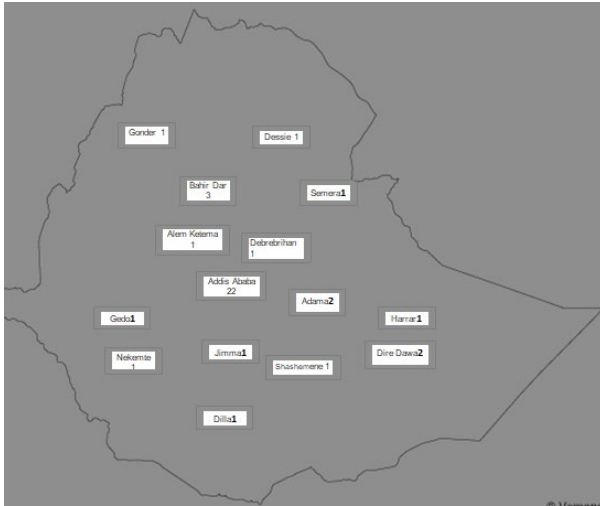 Gonder 1
Dessie 1
Bahir Dar
3
Semera1
Alem Ketema
1
Debrebrihan
1
Addis Ababa
22
Adama2
Gedo1
Harrar1
Nekemte
1
Jimma1
Shashemene 1
Dire Dawa2
Dilla1